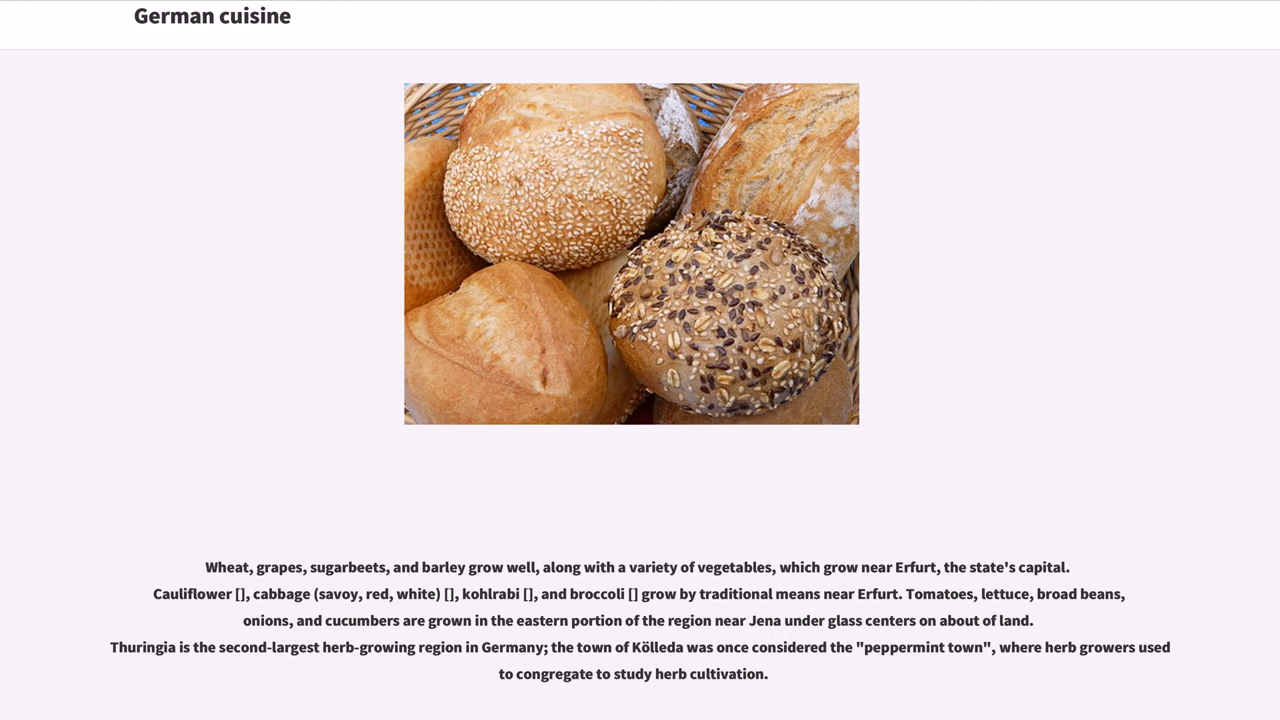 German cuisine
Wheat, grapes, sugarbeets, and barley grow well, along with a variety of vegetables, which grow near Erfurt, the state's capital.
Cauliflower [], cabbage (savoy, red, white) [], kohlrabi [], and broccoli [] grow by traditional means near Erfurt. Tomatoes, lettuce, broad beans,
onions, and cucumbers are grown in the eastern portion of the region near Jena under glass centers on about of land.
Thuringia is the second-largest herb-growing region in Germany; the town of Kölleda was once considered the "peppermint town", where herb growers used
to congregate to study herb cultivation.